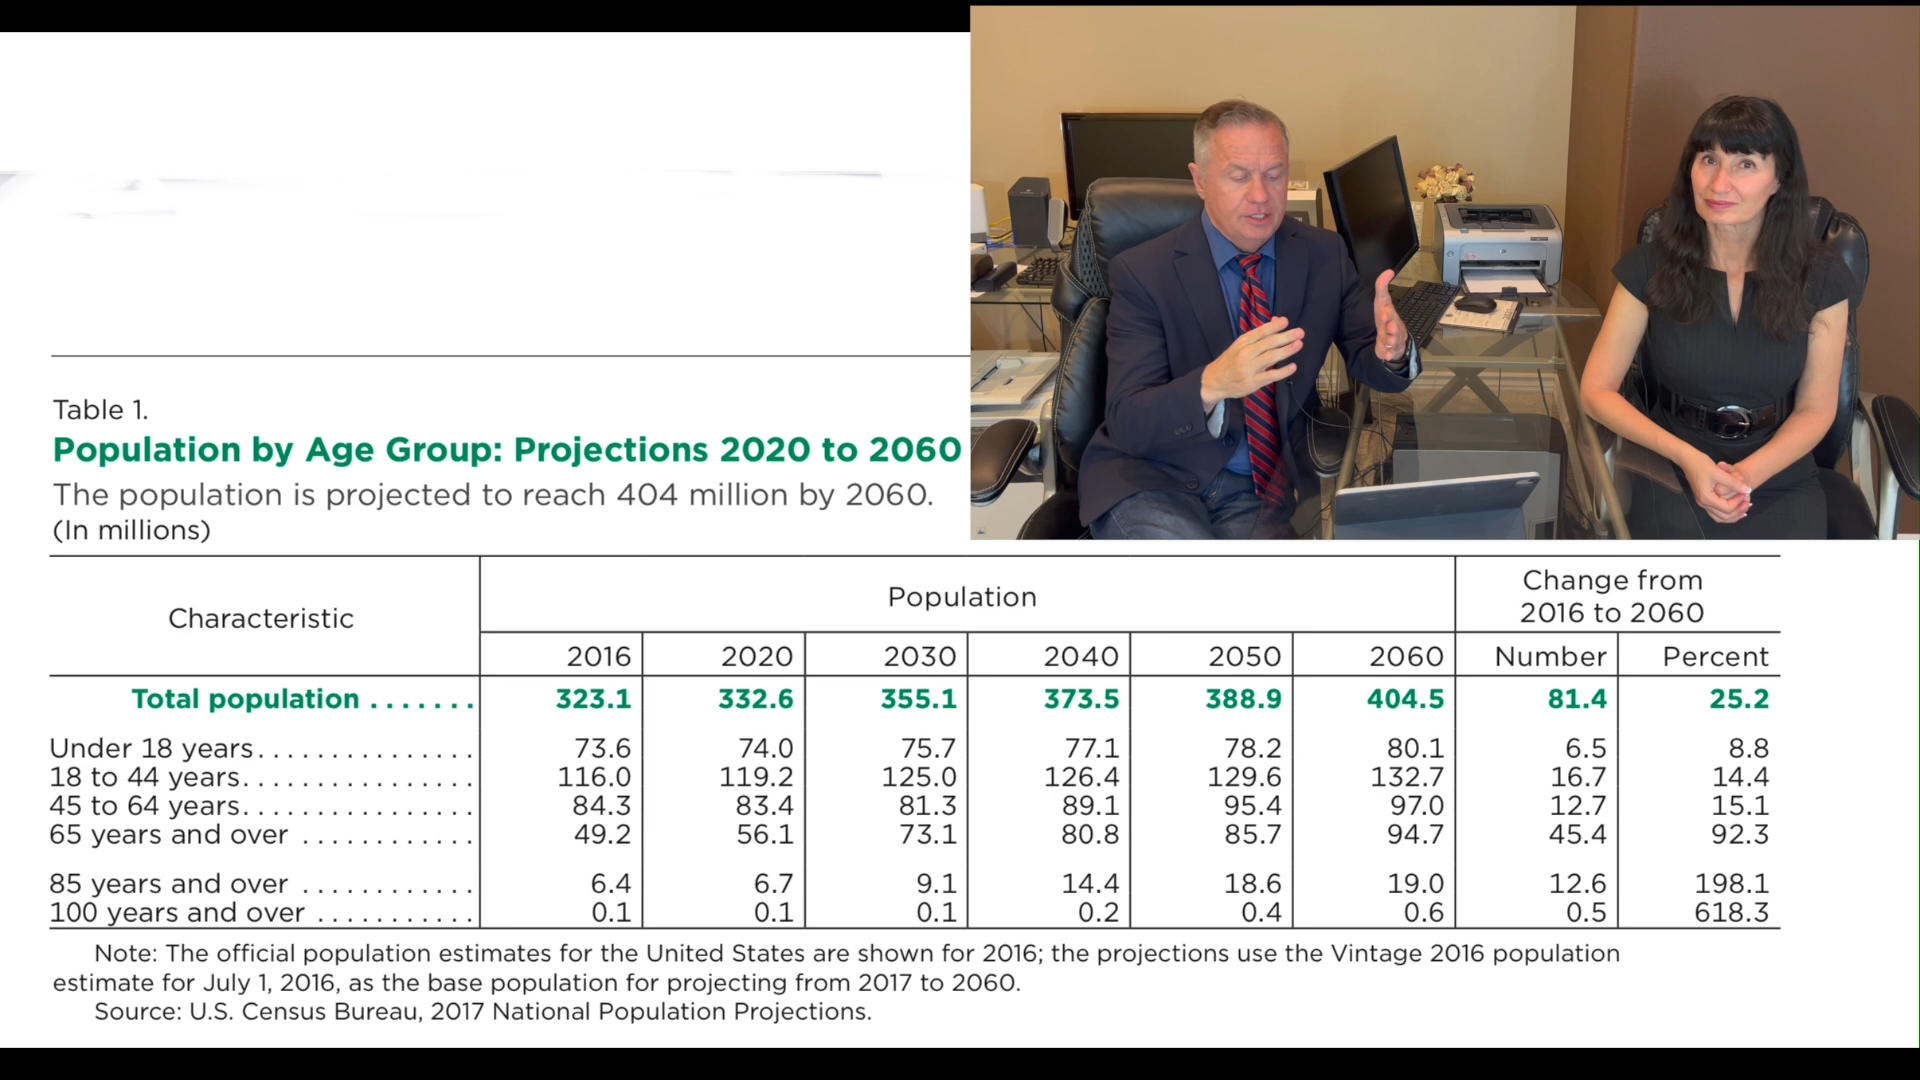 Table 1.
Population by Age Group: Projections 2020 to 2060
The population is projected to reach 404 million by 2060.
(In millions)
Characteristic Population Change from 2016 to 2060
2016 2020 2030 2040 2050 2060 Number Percent
Total population ....... 323.1 332.6 355.1 373.5 388.9 404.5 81.4 25.2
Under 18 years............... 73.6 74.0 75.7 77.1 78.2 80.1 6.5 8.8
18 to 44 years................ 116.0 119.2 125.0 126.4 129.6 132.7 16.7 14.4
45 to 64 years................ 84.3 83.4 81.3 89.1 95.4 97.0 12.7 15.1
65 years and over ............ 49.2 56.1 73.1 80.8 85.7 94.7 45.4 92.3
85 years and over ............ 6.4 6.7 9.1 14.4 18.6 19.0 12.6 198.1
100 years and over ........... 0.1 0.1 0.1 0.2 0.4 0.6 0.5 618.3
Note: The official population estimates for the United States are shown for 2016; the projections use the Vintage 2016 population
estimate for July 1, 2016, as the base population for projecting from 2017 to 2060.
Source: U.S. Census Bureau, 2017 National Population Projections.